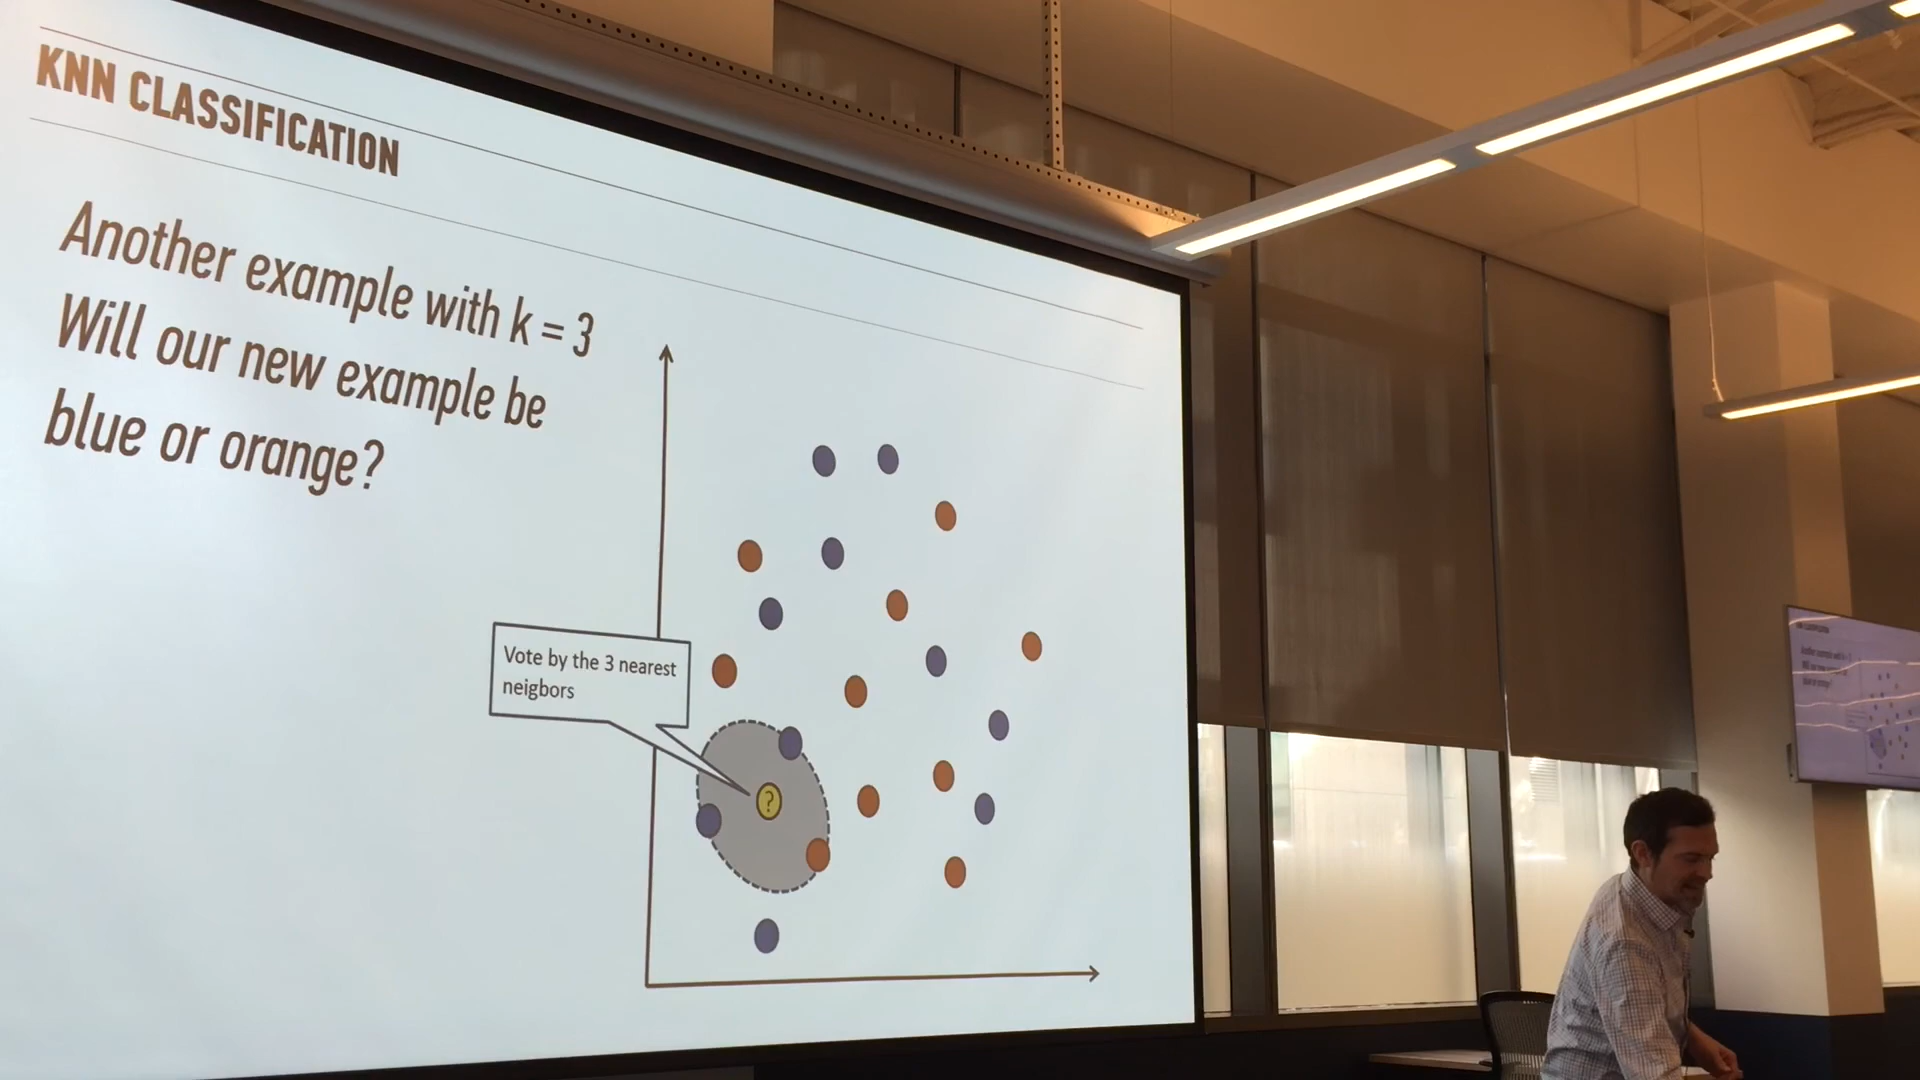 KNN CLASSIFICATION
Another example with k = 3
Will our new example be
blue or orange?
Vote by the 3 nearest
neigbors
?